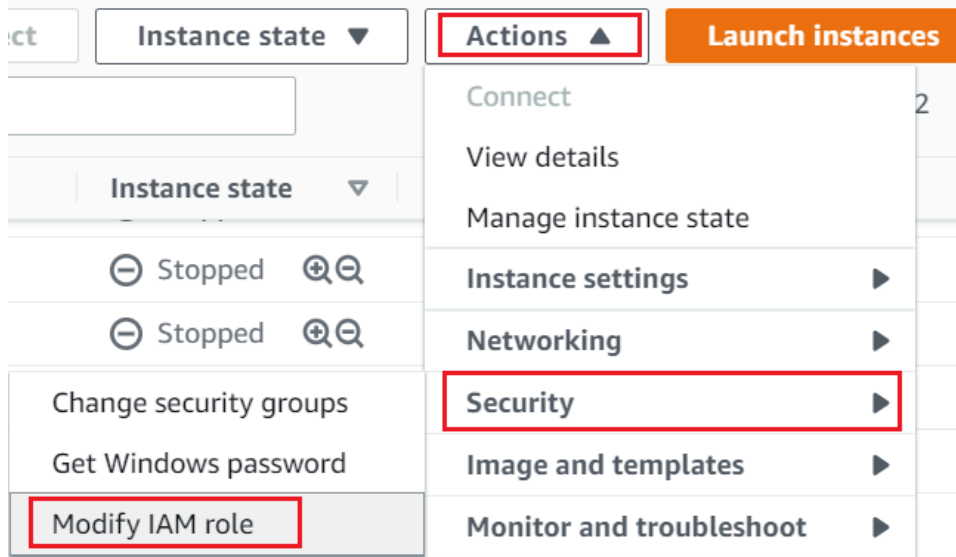 ct
Instance state
Actions
Launch instances
Connect
2
View details
Instance state
Manage instance state
Stopped
Instance settings
Stopped
Networking
Change security groups
Security
Get Windows password
Image and templates
Modify IAM role
Monitor and troubleshoot